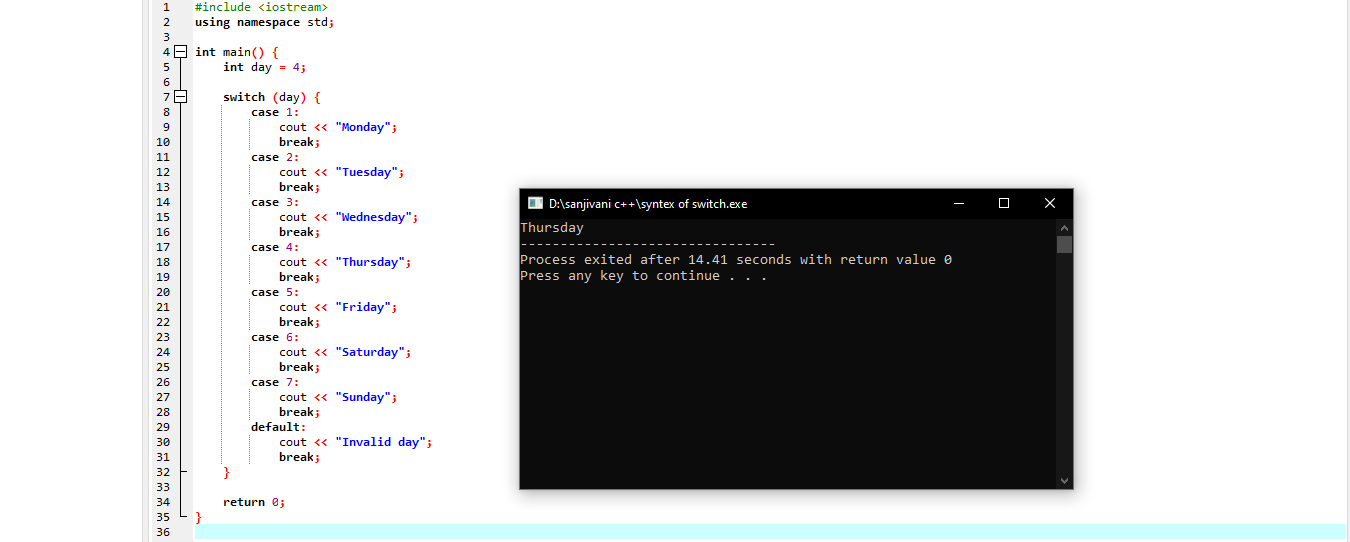 1 #include <iostream>
2 using namespace std;
3
4 int main() {
5 int day = 4;
6
7 switch (day) {
8 case 1:
9 cout << "Monday";
10 break;
11 case 2:
12 cout << "Tuesday";
13 break;
14 case 3:
15 cout << "Wednesday";
16 break;
17 case 4:
18 cout << "Thursday";
19 break;
20 case 5:
21 cout << "Friday";
22 break;
23 case 6:
24 cout << "Saturday";
25 break;
26 case 7:
27 cout << "Sunday";
28 break;
29 default:
30 cout << "Invalid day";
31 break;
32 }
33
34 return 0;
35 }
36
D:\sanjivani c++\syntex of switch.exe
Thursday
--------------------------------
Process exited after 14.41 seconds with return value 0
Press any key to continue . . .